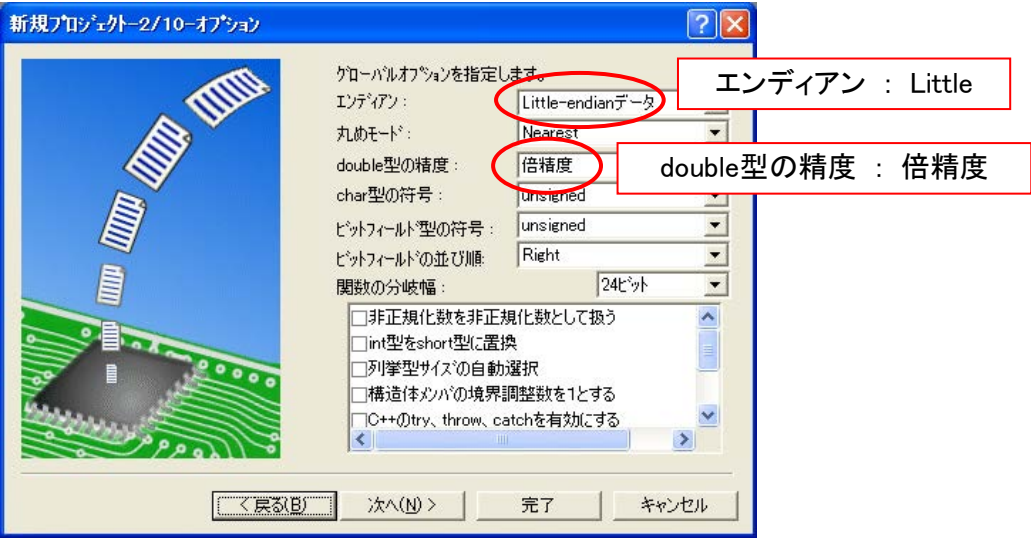 新規プロジェクト-2/10-オプション
グローバルオプションを指定します。
エンディアン : Little
エンディアン :
Little-endianデータ
丸めモード :
Nearest
double型の精度 :
倍精度
double型の精度 : 倍精度
char型の符号 :
unsigned
ビットフィールド型の符号 :
unsigned
ビットフィールドの並び順:
Right
関数の分岐幅 :
24ビット
非正規化数を非正規化数として扱う
int型をshort型に置換
列挙型サイズの自動選択
構造体メンバの境界調整数を1とする
C++のtry、throw、catchを有効にする
< 戻る(B)
次へ(N) >
完了
キャンセル